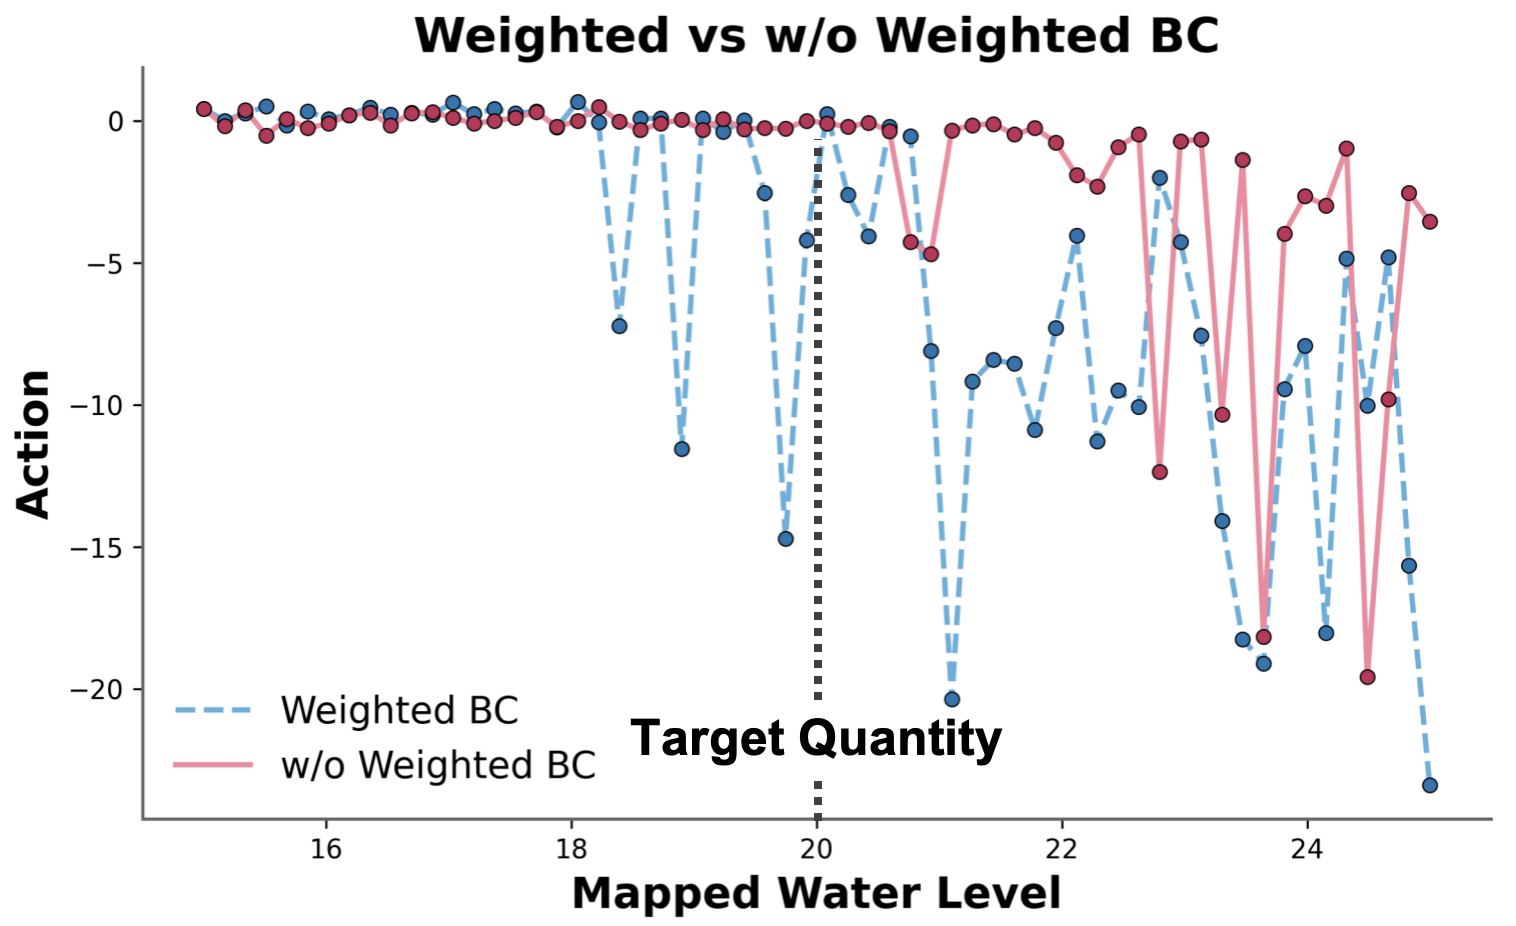 Weighted vs w/o Weighted BC
Action
0
−5
−10
−15
−20
Weighted BC
w/o Weighted BC
Target Quantity
16 18 20 22 24
Mapped Water Level